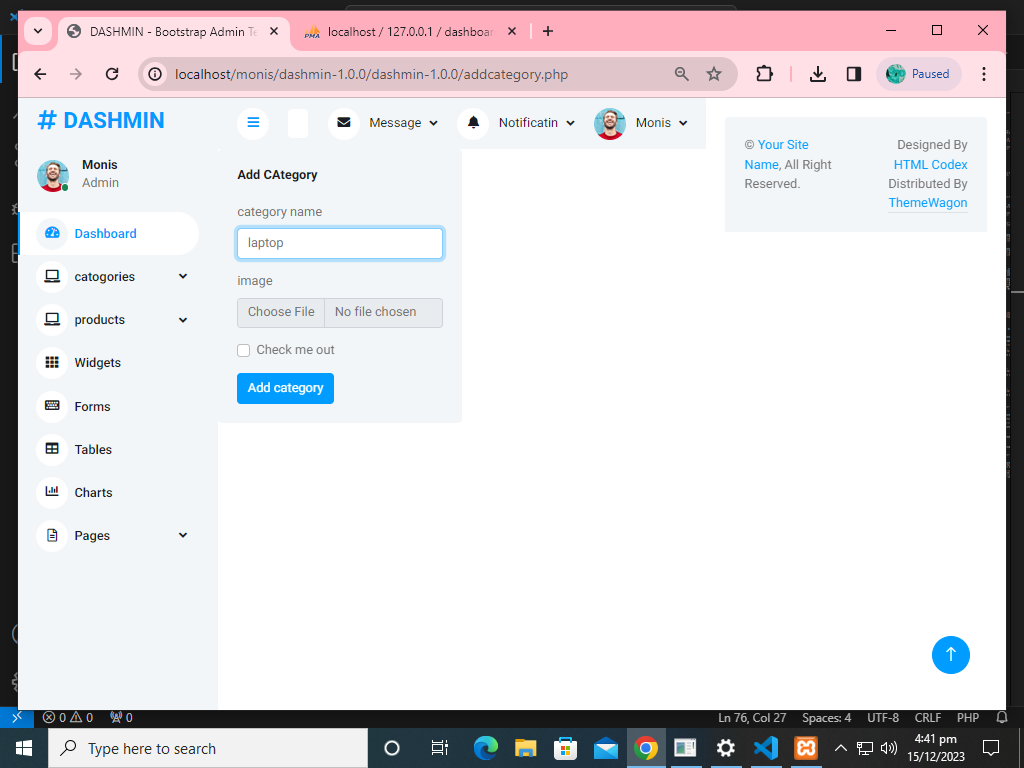 DASHMIN - Bootstrap Admin Te
localhost / 127.0.0.1 / dashboar
localhost/monis/dashmin-1.0.0/dashmin-1.0.0/addcategory.php
Paused
# DASHMIN
Message
Notificatin
Monis
Monis
Admin
Dashboard
catogories
products
Widgets
Forms
Tables
Charts
Pages
Add CAtegory
category name
laptop
image
Choose File No file chosen
Check me out
Add category
© Your Site
Name, All Right
Reserved.
Designed By
HTML Codex
Distributed By
ThemeWagon
0 0 0
Ln 76, Col 27 Spaces: 4 UTF-8 CRLF PHP
Type here to search
4:41 pm
15/12/2023